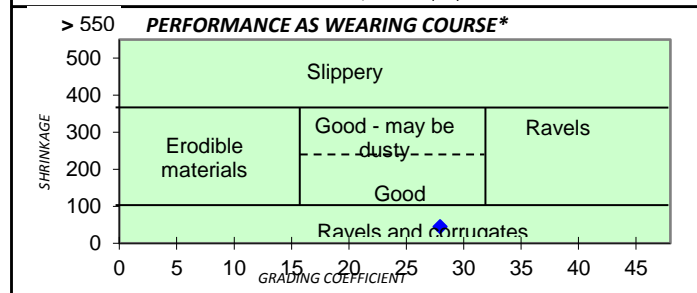 > 550 PERFORMANCE AS WEARING COURSE*
500
Slippery
400
300
Good - may be
dusty
Ravels
Erodible
materials
200
Good
100
Ravels and corrugates
0
SHRINKAGE
0 5 10 15 20 25 30 35 40 45
GRADING COEFFICIENT